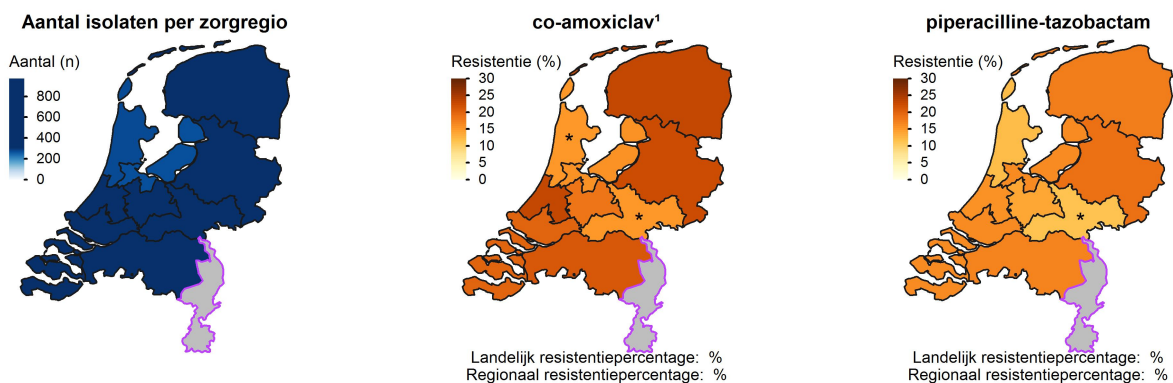 Aantal isolaten per zorgregio
Aantal (n)
800
600
400
200
0
co-amoxiclav¹
Resistentie (%)
30
25
20
15
10
5
0
*
*
Landelijk resistentiepercentage: %
Regionaal resistentiepercentage: %
piperacilline-tazobactam
Resistentie (%)
30
25
20
15
10
5
0
*
Landelijk resistentiepercentage: %
Regionaal resistentiepercentage: %